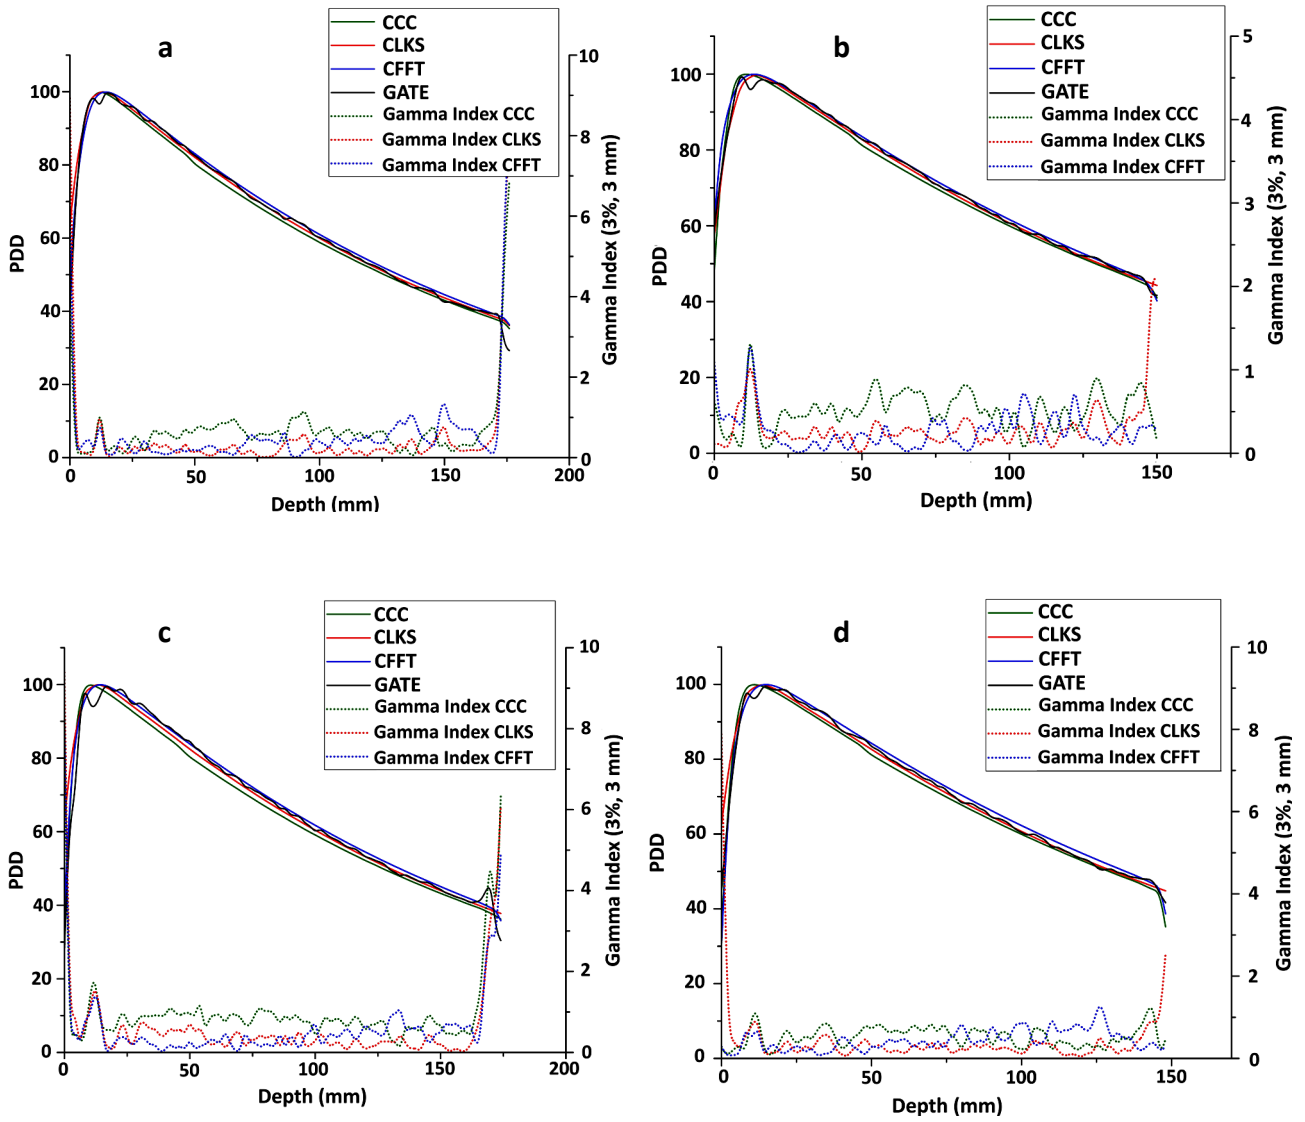 a
CCC
CLKS
CFFT
GATE
Gamma Index CCC
Gamma Index CLKS
Gamma Index CFFT
PDD
100
80
60
40
20
0
0 50 100 150 200
Depth (mm)
10
8
6
4
2
0
Gamma Index (3%, 3 mm)
b
CCC
CLKS
CFFT
GATE
Gamma Index CCC
Gamma Index CLKS
Gamma Index CFFT
PDD
100
80
60
40
20
0
0 50 100 150
Depth (mm)
5
4
3
2
1
0
Gamma Index (3%, 3 mm)
c
CCC
CLKS
CFFT
GATE
Gamma Index CCC
Gamma Index CLKS
Gamma Index CFFT
PDD
100
80
60
40
20
0
0 50 100 150 200
Depth (mm)
10
8
6
4
2
0
Gamma Index (3%, 3 mm)
d
CCC
CLKS
CFFT
GATE
Gamma Index CCC
Gamma Index CLKS
Gamma Index CFFT
PDD
100
80
60
40
20
0
0 50 100 150
Depth (mm)
10
8
6
4
2
0
Gamma Index (3%, 3 mm)